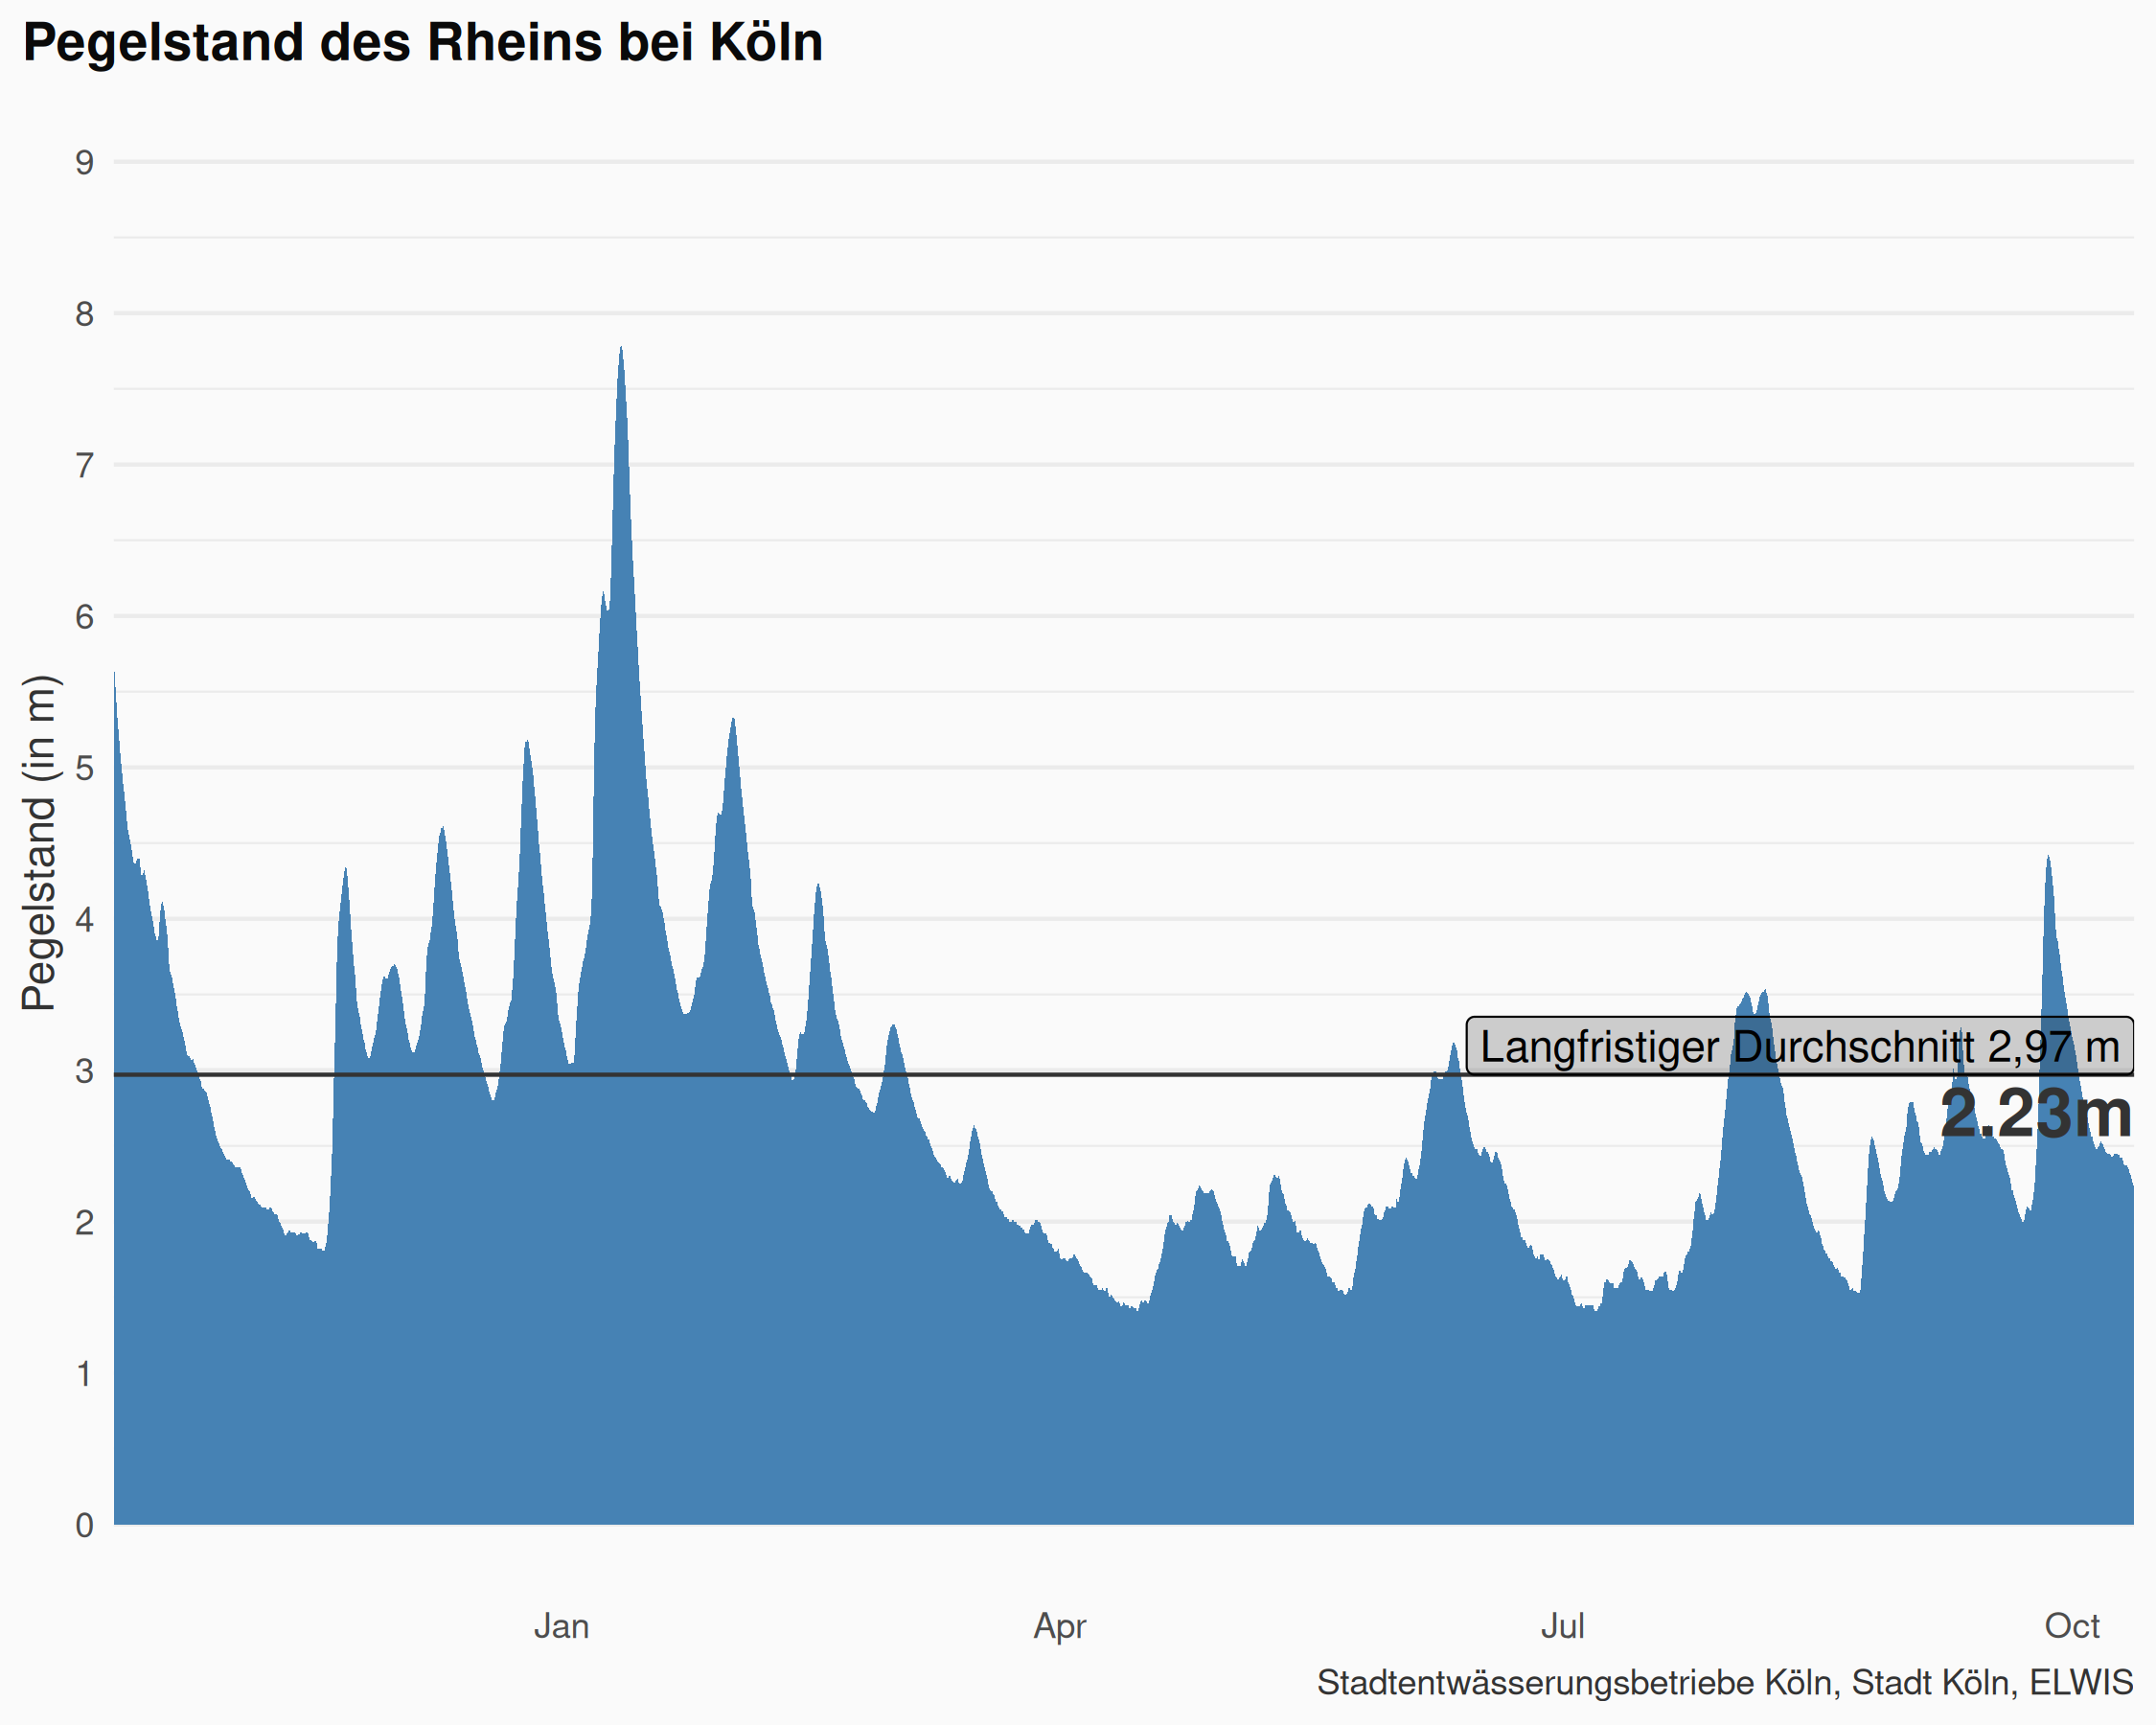 Pegelstand des Rheins bei Köln
Pegelstand (in m)
9
8
7
6
5
4
3
2
1
0
Langfristiger Durchschnitt 2,97 m
2.23m
Jan Apr Jul Oct
Stadtentwässerungsbetriebe Köln, Stadt Köln, ELWIS